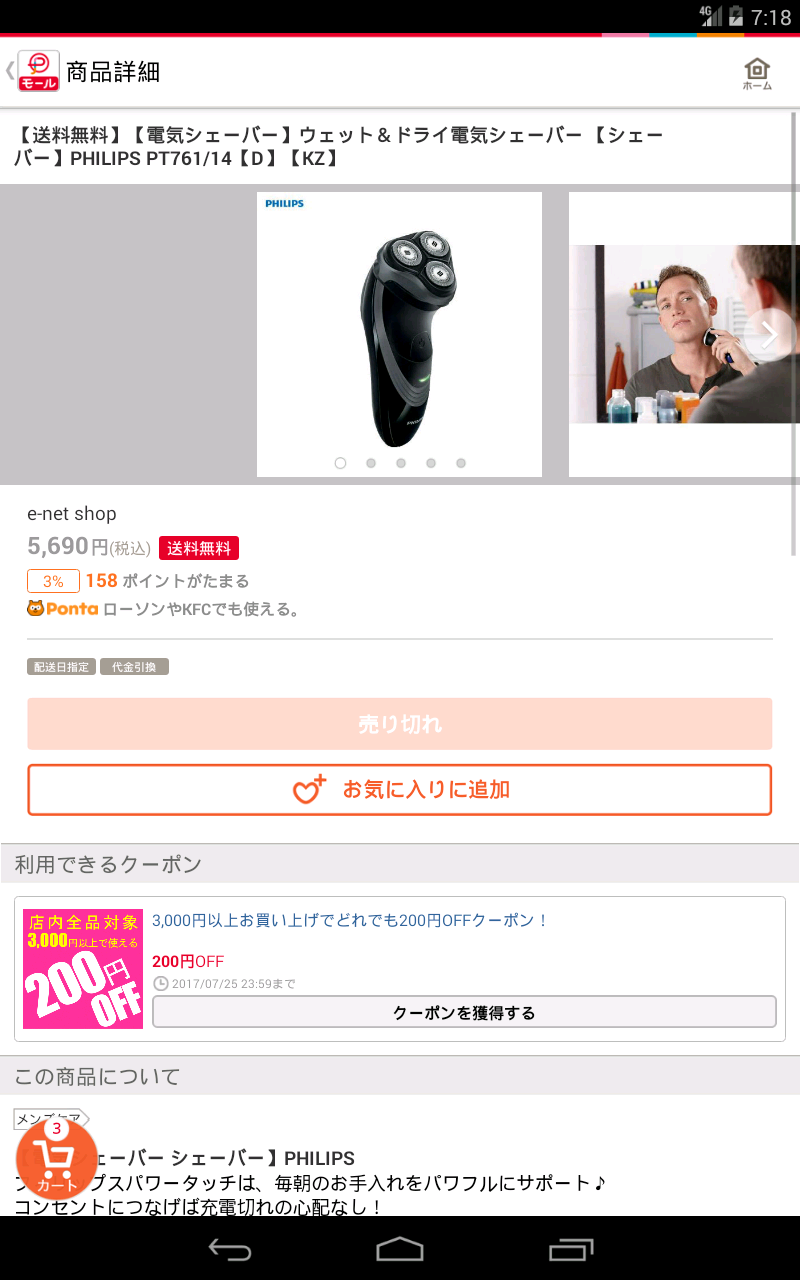 4G 7:18
モール 商品詳細
ホーム
【送料無料】【電気シェーバー】ウェット＆ドライ電気シェーバー 【シェー
バー】PHILIPS PT761/14【D】【KZ】
PHILIPS
e-net shop
5,690円(税込) 送料無料
3% 158 ポイントがたまる
Ponta ローソンやKFCでも使える。
配送日指定 代金引換
売り切れ
お気に入りに追加
利用できるクーポン
店内全品対象
3,000円以上で使える
200円
OFF
3,000円以上お買い上げでどれでも200円OFFクーポン！
200円OFF
2017/07/25 23:59まで
クーポンを獲得する
この商品について
メンズケア
3
カート
ェーバー シェーバー】PHILIPS
プスパワータッチは、毎朝のお手入れをパワフルにサポート♪
コンセントにつなげば充電切れの心配なし！